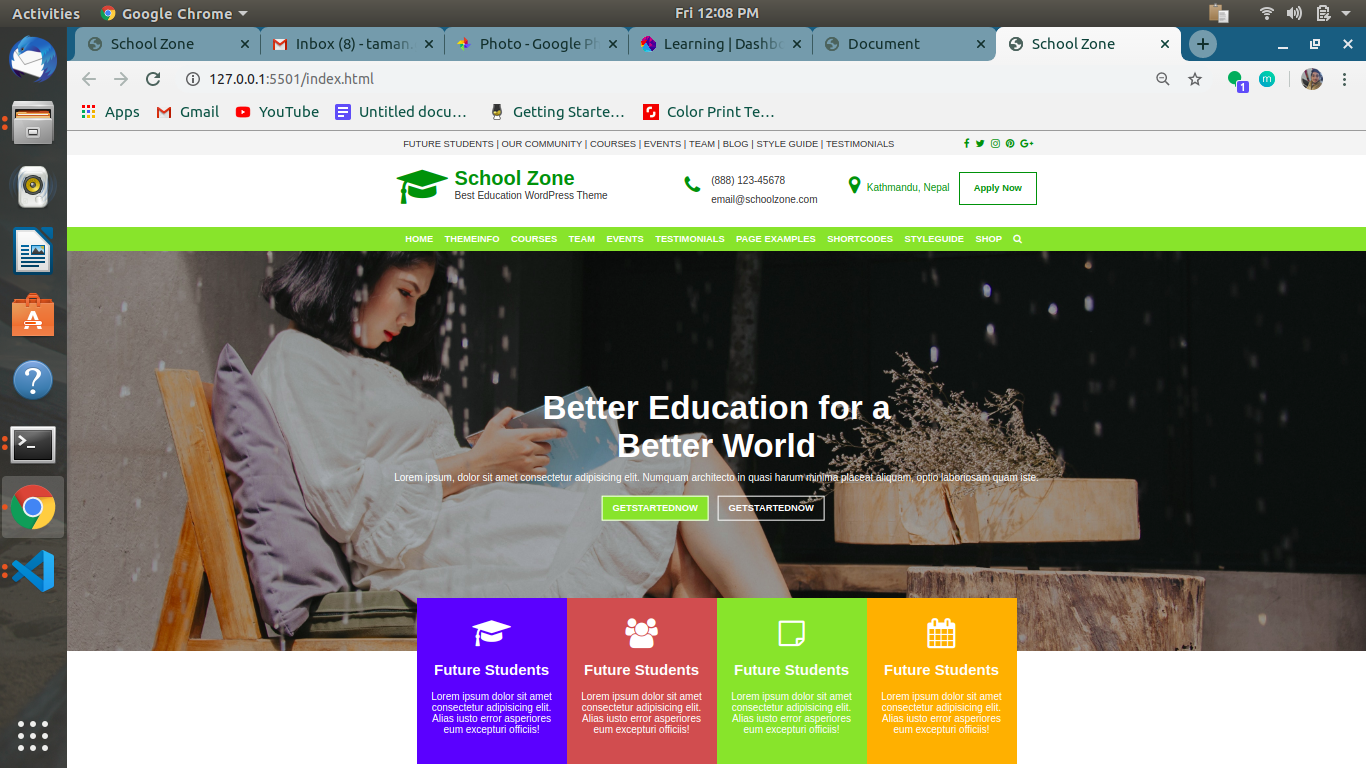 Activities Google Chrome Fri 12:08 PM
School Zone Inbox (8) - taman. Photo - Google Ph Learning | Dashbo Document School Zone
127.0.0.1:5501/index.html
1
m
Apps Gmail YouTube Untitled docu… Getting Starte… Color Print Te…
FUTURE STUDENTS | OUR COMMUNITY | COURSES | EVENTS | TEAM | BLOG | STYLE GUIDE | TESTIMONIALS
School Zone
Best Education WordPress Theme
(888) 123-45678
email@schoolzone.com
Kathmandu, Nepal
Apply Now
HOME THEMEINFO COURSES TEAM EVENTS TESTIMONIALS PAGE EXAMPLES SHORTCODES STYLEGUIDE SHOP
Better Education for a
Better World
Lorem ipsum, dolor sit amet consectetur adipisicing elit. Numquam architecto in quasi harum minima placeat aliquam, optio laboriosam quam iste.
GETSTARTEDNOW GETSTARTEDNOW
Future Students
Lorem ipsum dolor sit amet
consectetur adipisicing elit.
Alias iusto error asperiores
eum excepturi officiis!
Future Students
Lorem ipsum dolor sit amet
consectetur adipisicing elit.
Alias iusto error asperiores
eum excepturi officiis!
Future Students
Lorem ipsum dolor sit amet
consectetur adipisicing elit.
Alias iusto error asperiores
eum excepturi officiis!
Future Students
Lorem ipsum dolor sit amet
consectetur adipisicing elit.
Alias iusto error asperiores
eum excepturi officiis!